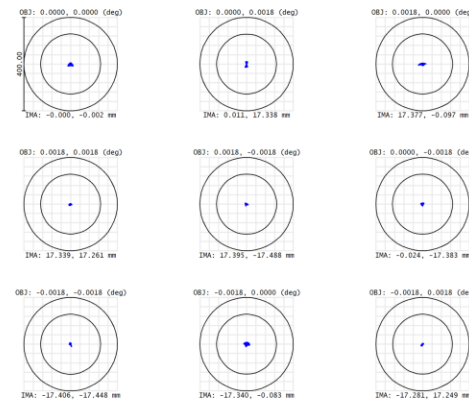 OBJ: 0.0000, 0.0000 (deg)
OBJ: 0.0000, 0.0018 (deg)
OBJ: 0.0018, 0.0000 (deg)
400.00
IMA: -0.000, -0.002 mm
IMA: 0.011, 17.338 mm
IMA: 17.377, -0.097 mm
OBJ: 0.0018, 0.0018 (deg)
OBJ: 0.0018, -0.0018 (deg)
OBJ: 0.0000, -0.0018 (deg)
IMA: 17.339, 17.261 mm
IMA: 17.395, -17.488 mm
IMA: -0.024, -17.383 mm
OBJ: -0.0018, -0.0018 (deg)
OBJ: -0.0018, 0.0000 (deg)
OBJ: -0.0018, 0.0018 (deg)
IMA: -17.406, -17.448 mm
IMA: -17.340, -0.083 mm
IMA: -17.281, 17.249 mm